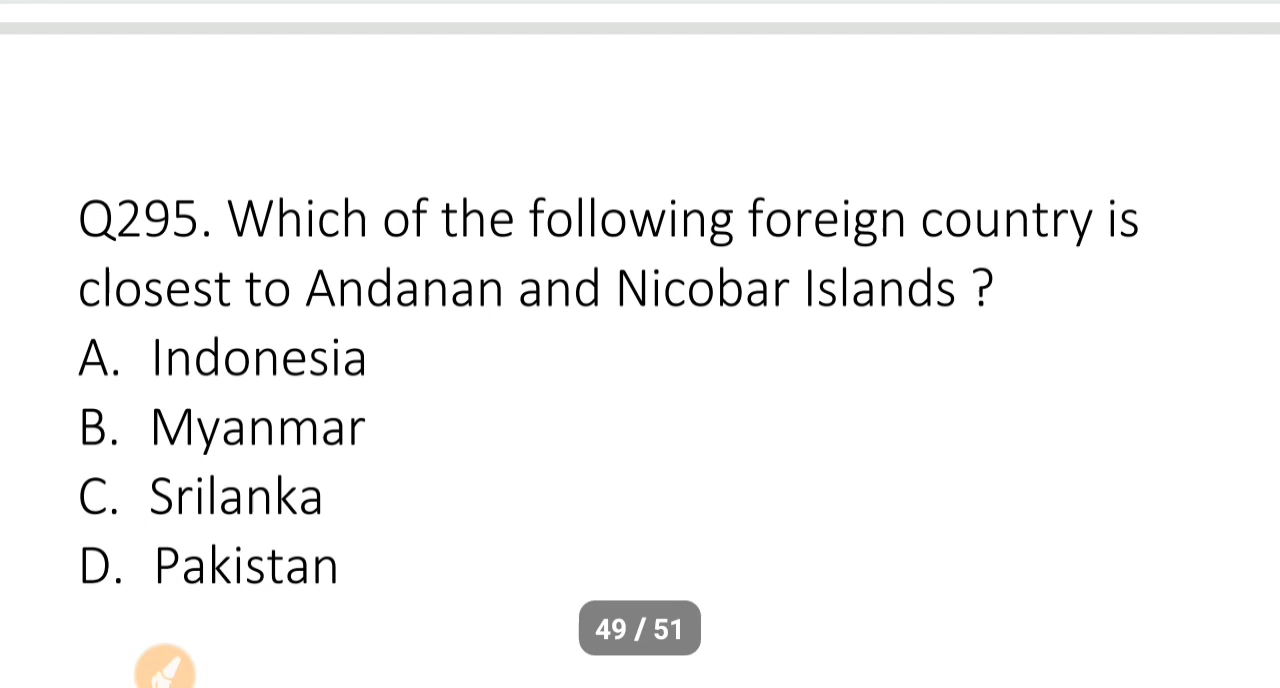 Q295. Which of the following foreign country is
closest to Andanan and Nicobar Islands ?
A. Indonesia
B. Myanmar
C. Srilanka
D. Pakistan
49 / 51